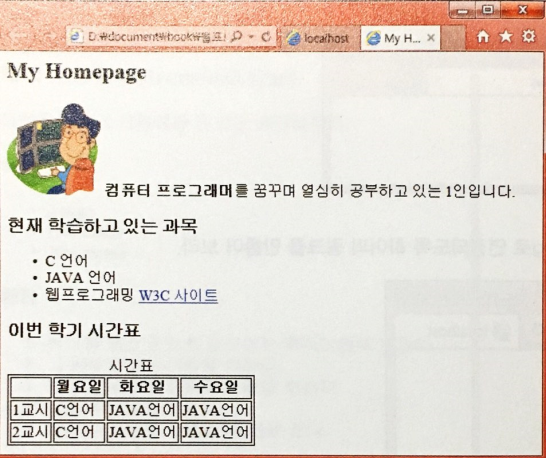 D:₩document₩book₩웹프
localhost
My H...
My Homepage
컴퓨터 프로그래머를 꿈꾸며 열심히 공부하고 있는 1인입니다.
현재 학습하고 있는 과목
• C 언어
• JAVA 언어
• 웹프로그래밍 W3C 사이트
이번 학기 시간표
시간표
월요일 화요일 수요일
1교시 C언어 JAVA언어 JAVA언어
2교시 C언어 JAVA언어 JAVA언어